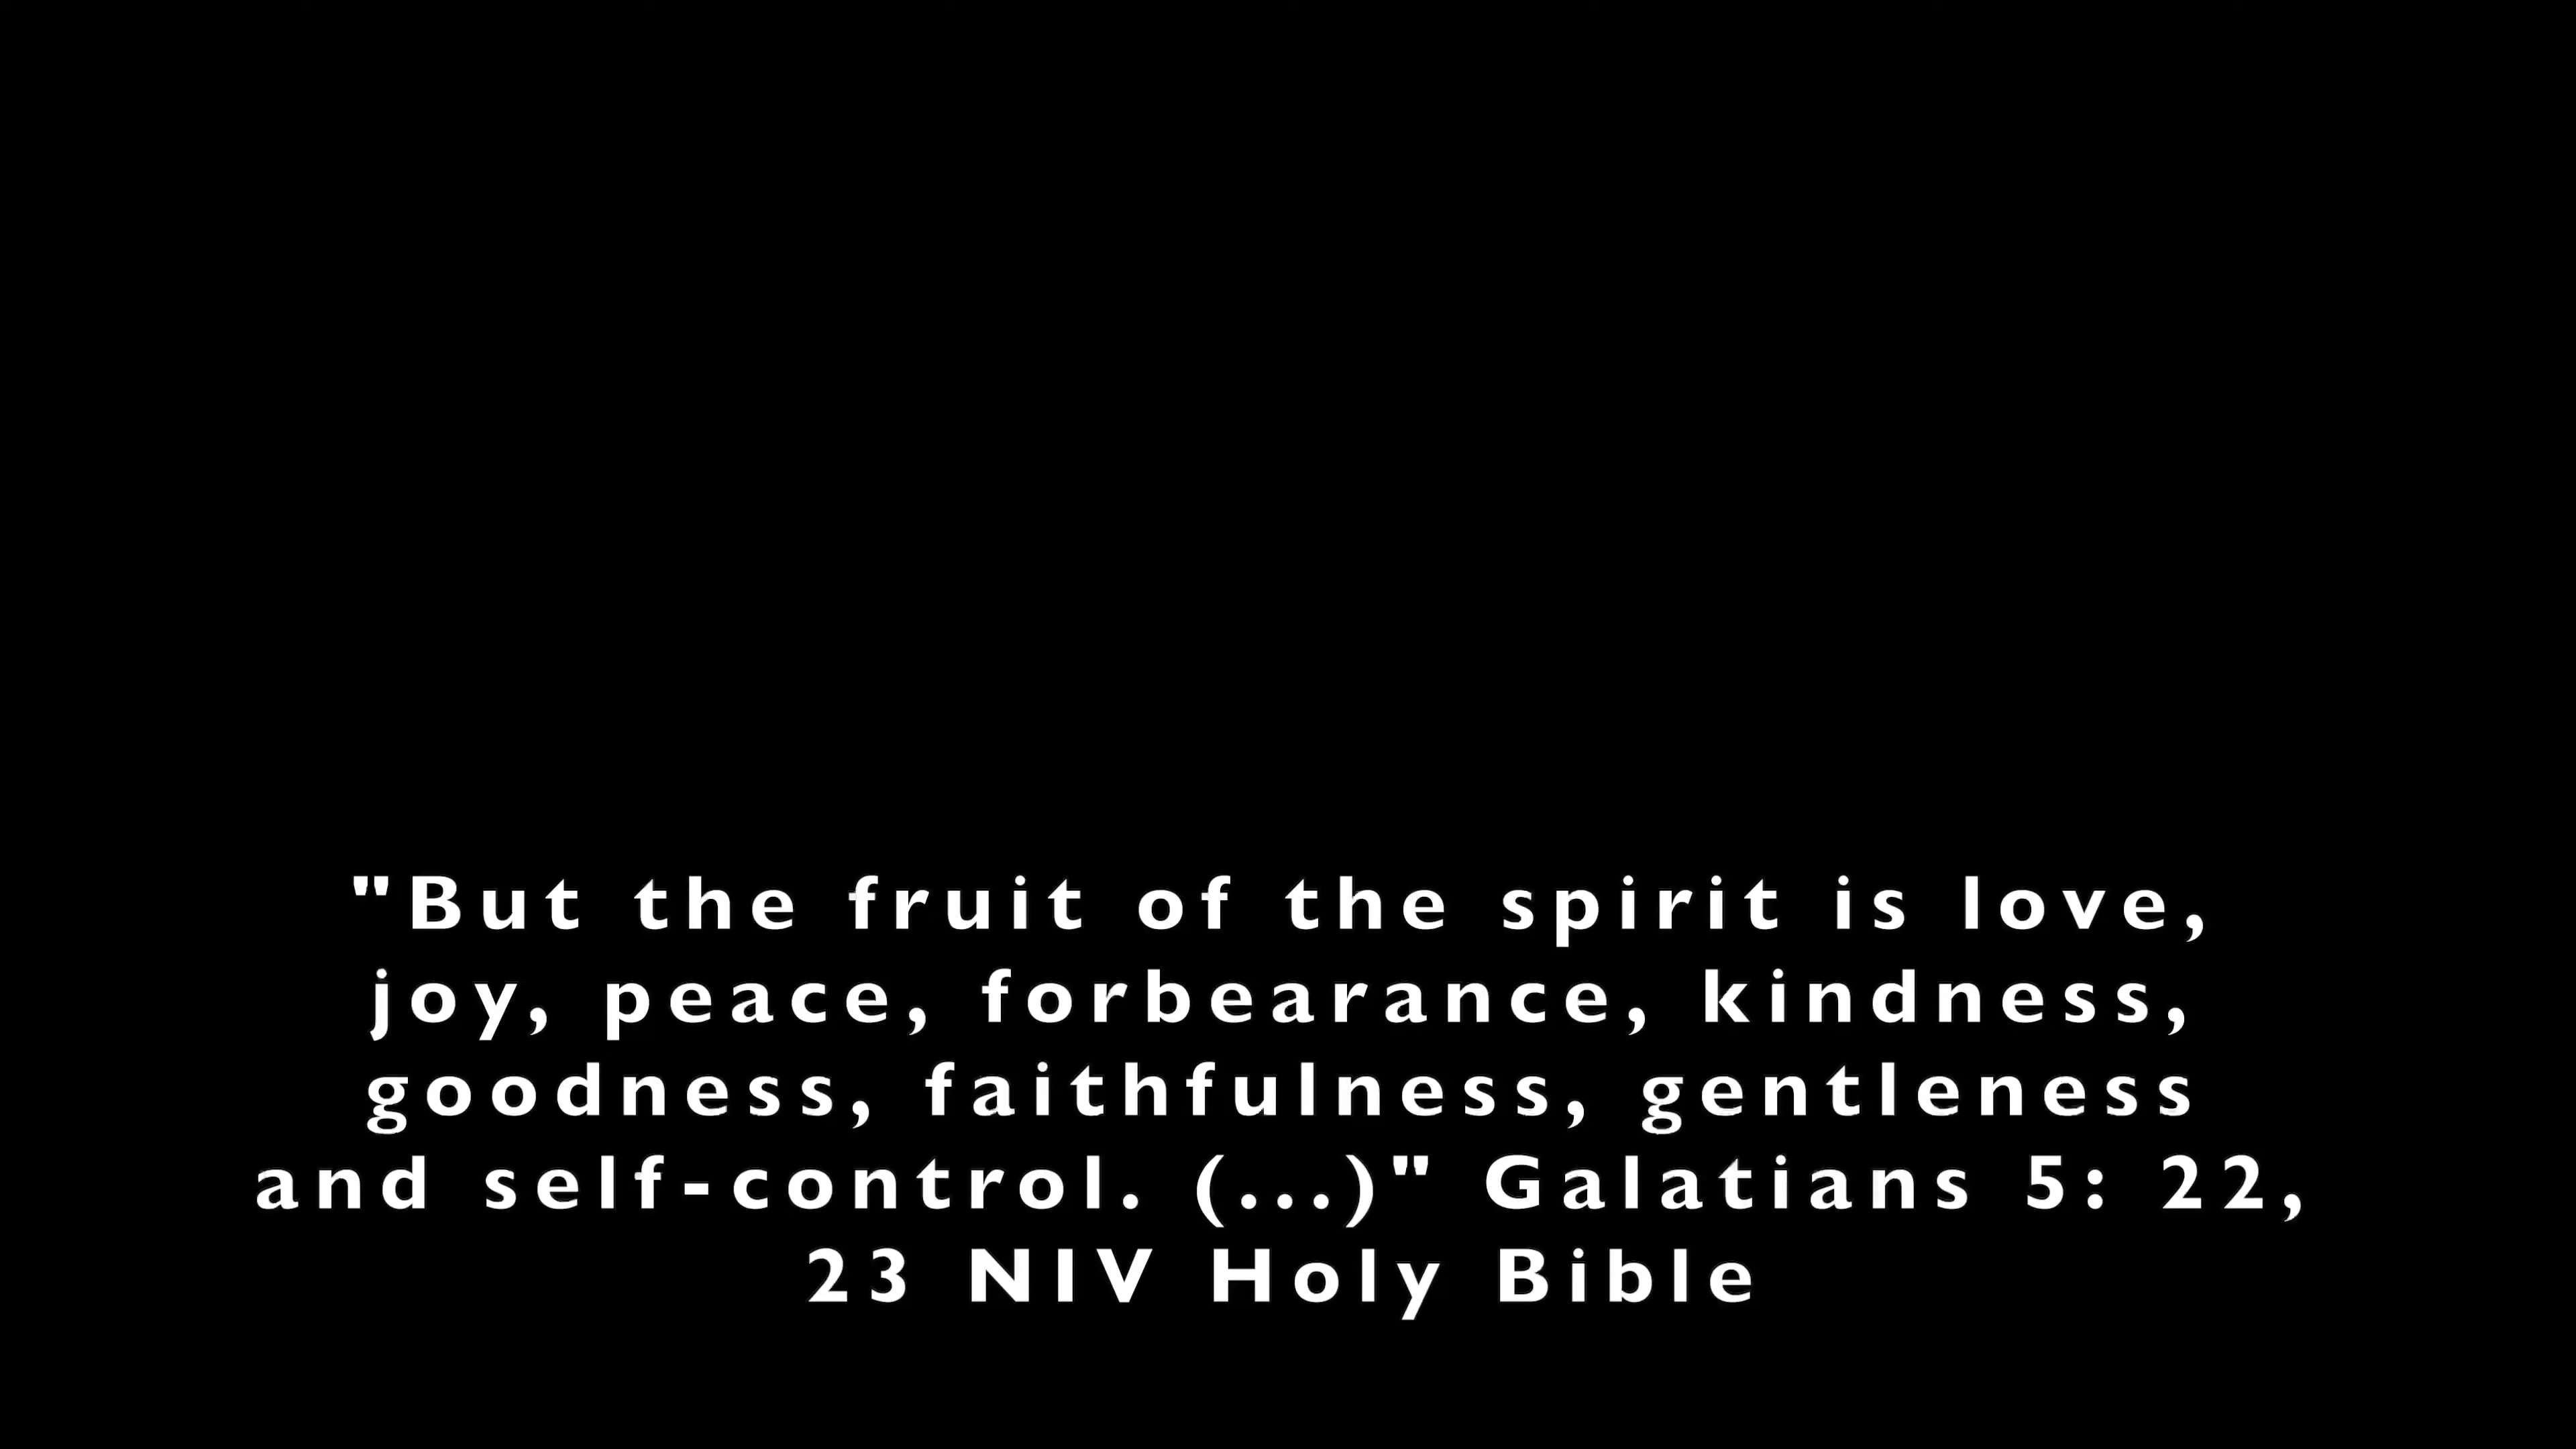 "But the fruit of the spirit is love,
joy, peace, forbearance, kindness,
goodness, faithfulness, gentleness
and self-control. (...)" Galatians 5: 22,
23 NIV Holy Bible